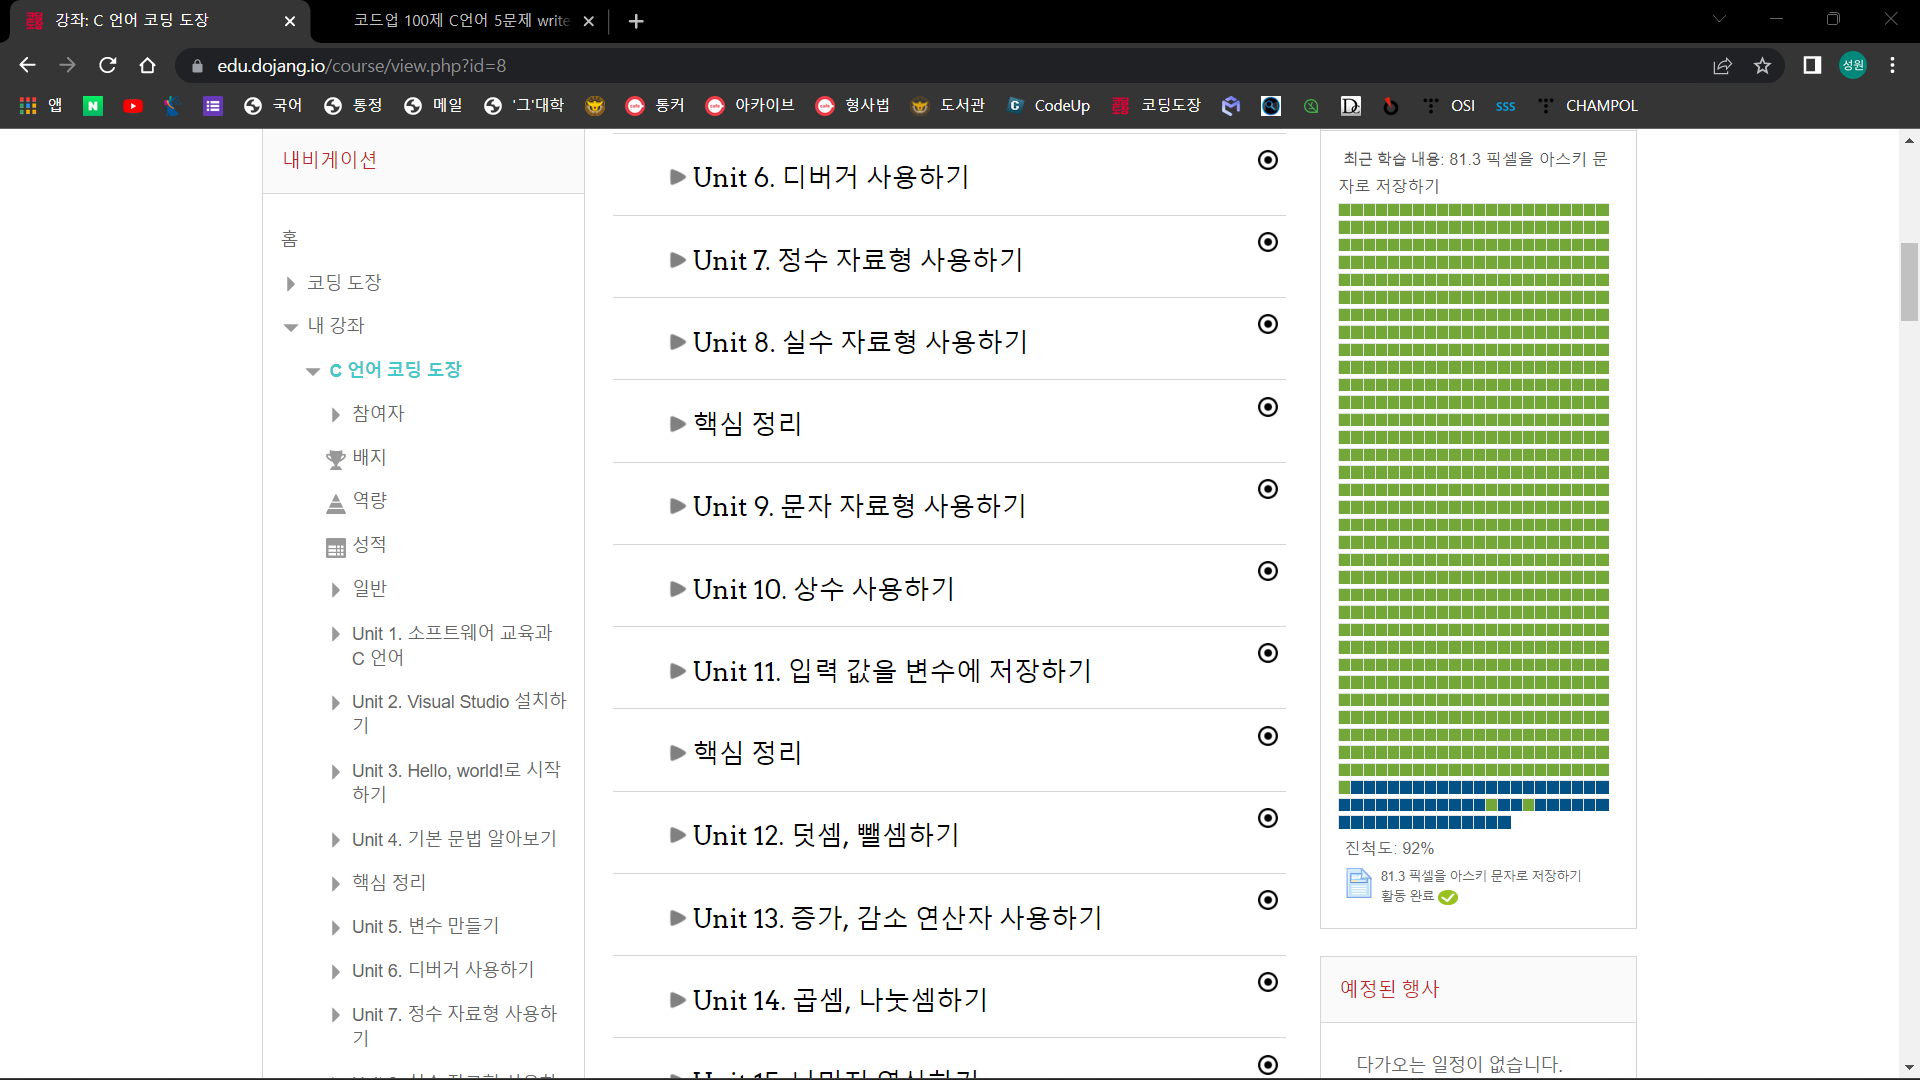 강좌: C 언어 코딩 도장
코드업 100제 C언어 5문제 write
edu.dojang.io/course/view.php?id=8
성원
앱
국어
통정
메일
'그'대학
통커
아카이브
형사법
도서관
CodeUp
코딩도장
OSI
sss
CHAMPOL
내비게이션
홈
코딩 도장
내 강좌
C 언어 코딩 도장
참여자
배지
역량
성적
일반
Unit 1. 소프트웨어 교육과
C 언어
Unit 2. Visual Studio 설치하
기
Unit 3. Hello, world!로 시작
하기
Unit 4. 기본 문법 알아보기
핵심 정리
Unit 5. 변수 만들기
Unit 6. 디버거 사용하기
Unit 7. 정수 자료형 사용하
기
Unit 6. 디버거 사용하기
Unit 7. 정수 자료형 사용하기
Unit 8. 실수 자료형 사용하기
핵심 정리
Unit 9. 문자 자료형 사용하기
Unit 10. 상수 사용하기
Unit 11. 입력 값을 변수에 저장하기
핵심 정리
Unit 12. 덧셈, 뺄셈하기
Unit 13. 증가, 감소 연산자 사용하기
Unit 14. 곱셈, 나눗셈하기
최근 학습 내용: 81.3 픽셀을 아스키 문
자로 저장하기
진척도: 92%
81.3 픽셀을 아스키 문자로 저장하기
활동 완료
예정된 행사
다가오는 일정이 없습니다.